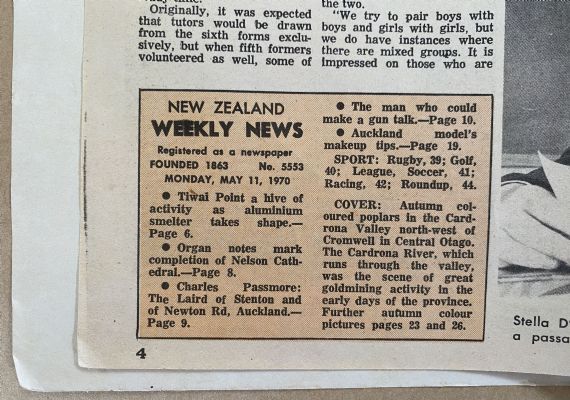 Originally, it was expected
that tutors would be drawn
from the sixth forms exclu-
sively, but when fifth formers
volunteered as well, some of
the two.
"We try to pair boys with
boys and girls with girls, but
we do have instances where
there are mixed groups. It is
impressed on those who are
NEW ZEALAND
WEEKLY NEWS
Registered as a newspaper
FOUNDED 1863 No. 5553
MONDAY, MAY 11, 1970
● Tiwai Point a hive of
activity as aluminium
smelter takes shape.—
Page 6.
● Organ notes mark
completion of Nelson Cath-
edral.—Page 8.
● Charles Passmore:
The Laird of Stenton and
of Newton Rd, Auckland.—
Page 9.
● The man who could
make a gun talk.—Page 10.
● Auckland model's
makeup tips.—Page 19.
SPORT: Rugby, 39; Golf,
40; League, Soccer, 41;
Racing, 42; Roundup, 44.
COVER: Autumn col-
oured poplars in the Card-
rona Valley north-west of
Cromwell in Central Otago.
The Cardrona River, which
runs through the valley,
was the scene of great
goldmining activity in the
early days of the province.
Further autumn colour
pictures pages 23 and 26.
4
Stella D
a passa